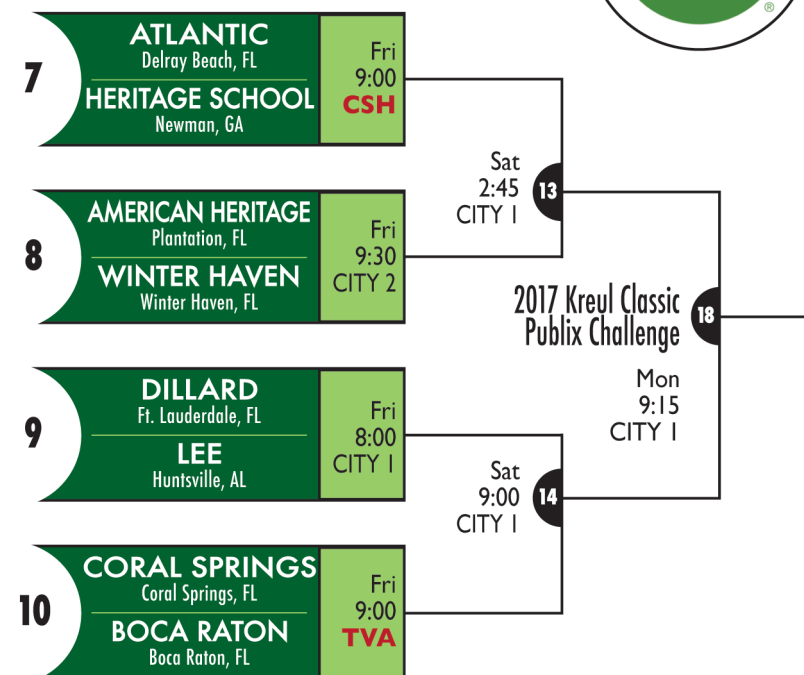 ®
7
ATLANTIC
Delray Beach, FL
HERITAGE SCHOOL
Newman, GA
Fri
9:00
CSH
Sat
2:45
CITY 1
13
8
AMERICAN HERITAGE
Plantation, FL
WINTER HAVEN
Winter Haven, FL
Fri
9:30
CITY 2
2017 Kreul Classic
Publix Challenge
18
Mon
9:15
CITY 1
9
DILLARD
Ft. Lauderdale, FL
LEE
Huntsville, AL
Fri
8:00
CITY 1
Sat
9:00
CITY 1
14
10
CORAL SPRINGS
Coral Springs, FL
BOCA RATON
Boca Raton, FL
Fri
9:00
TVA